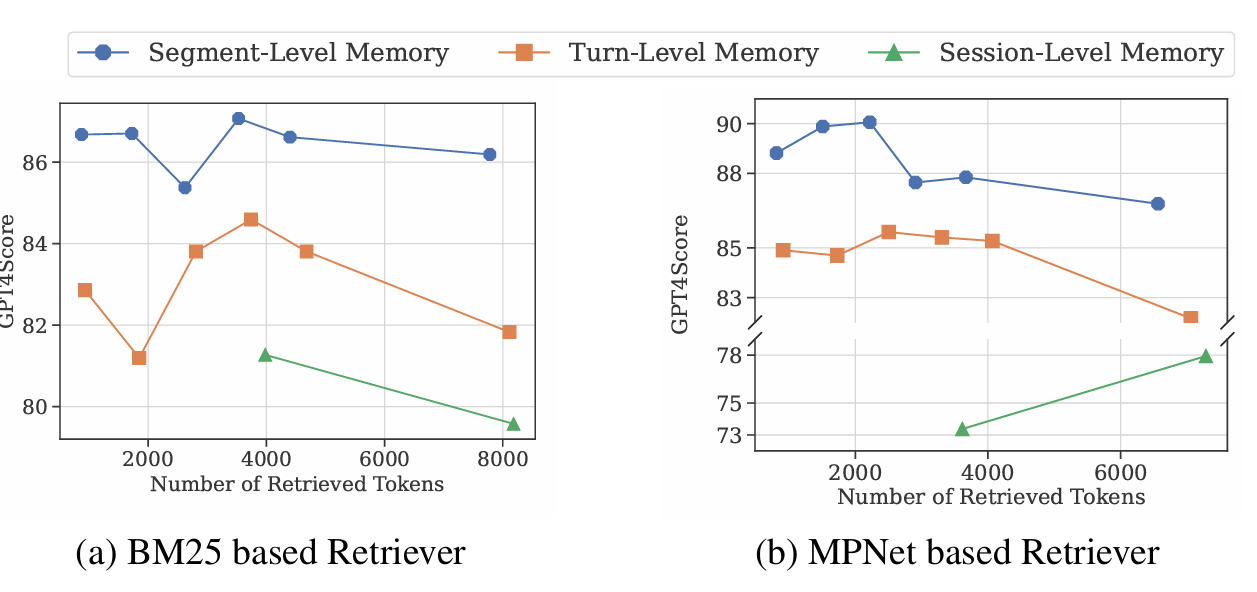 Segment-Level Memory Turn-Level Memory Session-Level Memory
GPT4Score
86
84
82
80
2000 4000 6000 8000
Number of Retrieved Tokens
(a) BM25 based Retriever
GPT4Score
90
88
85
83
78
75
73
2000 4000 6000
Number of Retrieved Tokens
(b) MPNet based Retriever